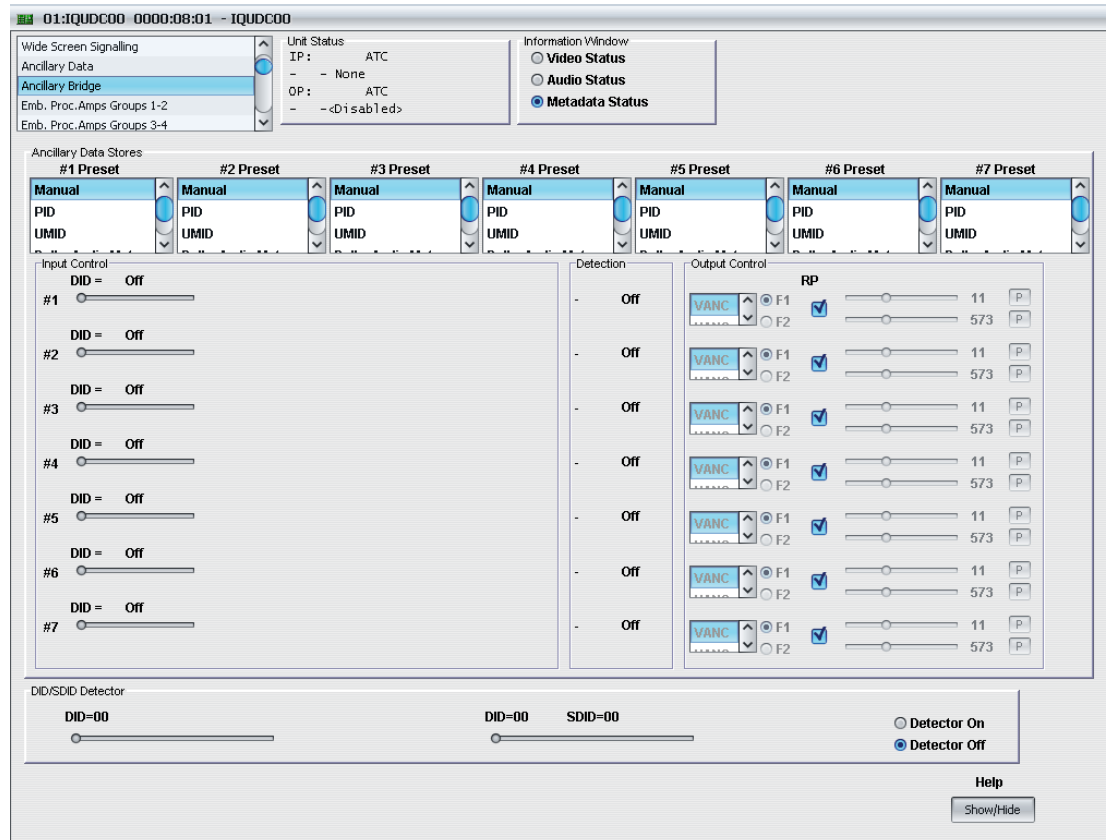 01:IQUDC00 0000:08:01 - IQUDC00
Wide Screen Signalling
Ancillary Data
Ancillary Bridge
Emb. Proc.Amps Groups 1-2
Emb. Proc.Amps Groups 3-4
Unit Status
IP: ATC
- - None
OP: ATC
- -<Disabled>
Information Window
Video Status
Audio Status
Metadata Status
Ancillary Data Stores
#1 Preset #2 Preset #3 Preset #4 Preset #5 Preset #6 Preset #7 Preset
Manual Manual Manual Manual Manual Manual Manual
PID PID PID PID PID PID PID
UMID UMID UMID UMID UMID UMID UMID
Input Control Detection Output Control
RP
DID = Off
#1 - Off VANC F1 11 P
F2 573 P
DID = Off
#2 - Off VANC F1 11 P
F2 573 P
DID = Off
#3 - Off VANC F1 11 P
F2 573 P
DID = Off
#4 - Off VANC F1 11 P
F2 573 P
DID = Off
#5 - Off VANC F1 11 P
F2 573 P
DID = Off
#6 - Off VANC F1 11 P
F2 573 P
DID = Off
#7 - Off VANC F1 11 P
F2 573 P
DID/SDID Detector
DID=00 DID=00 SDID=00
Detector On
Detector Off
Help
Show/Hide